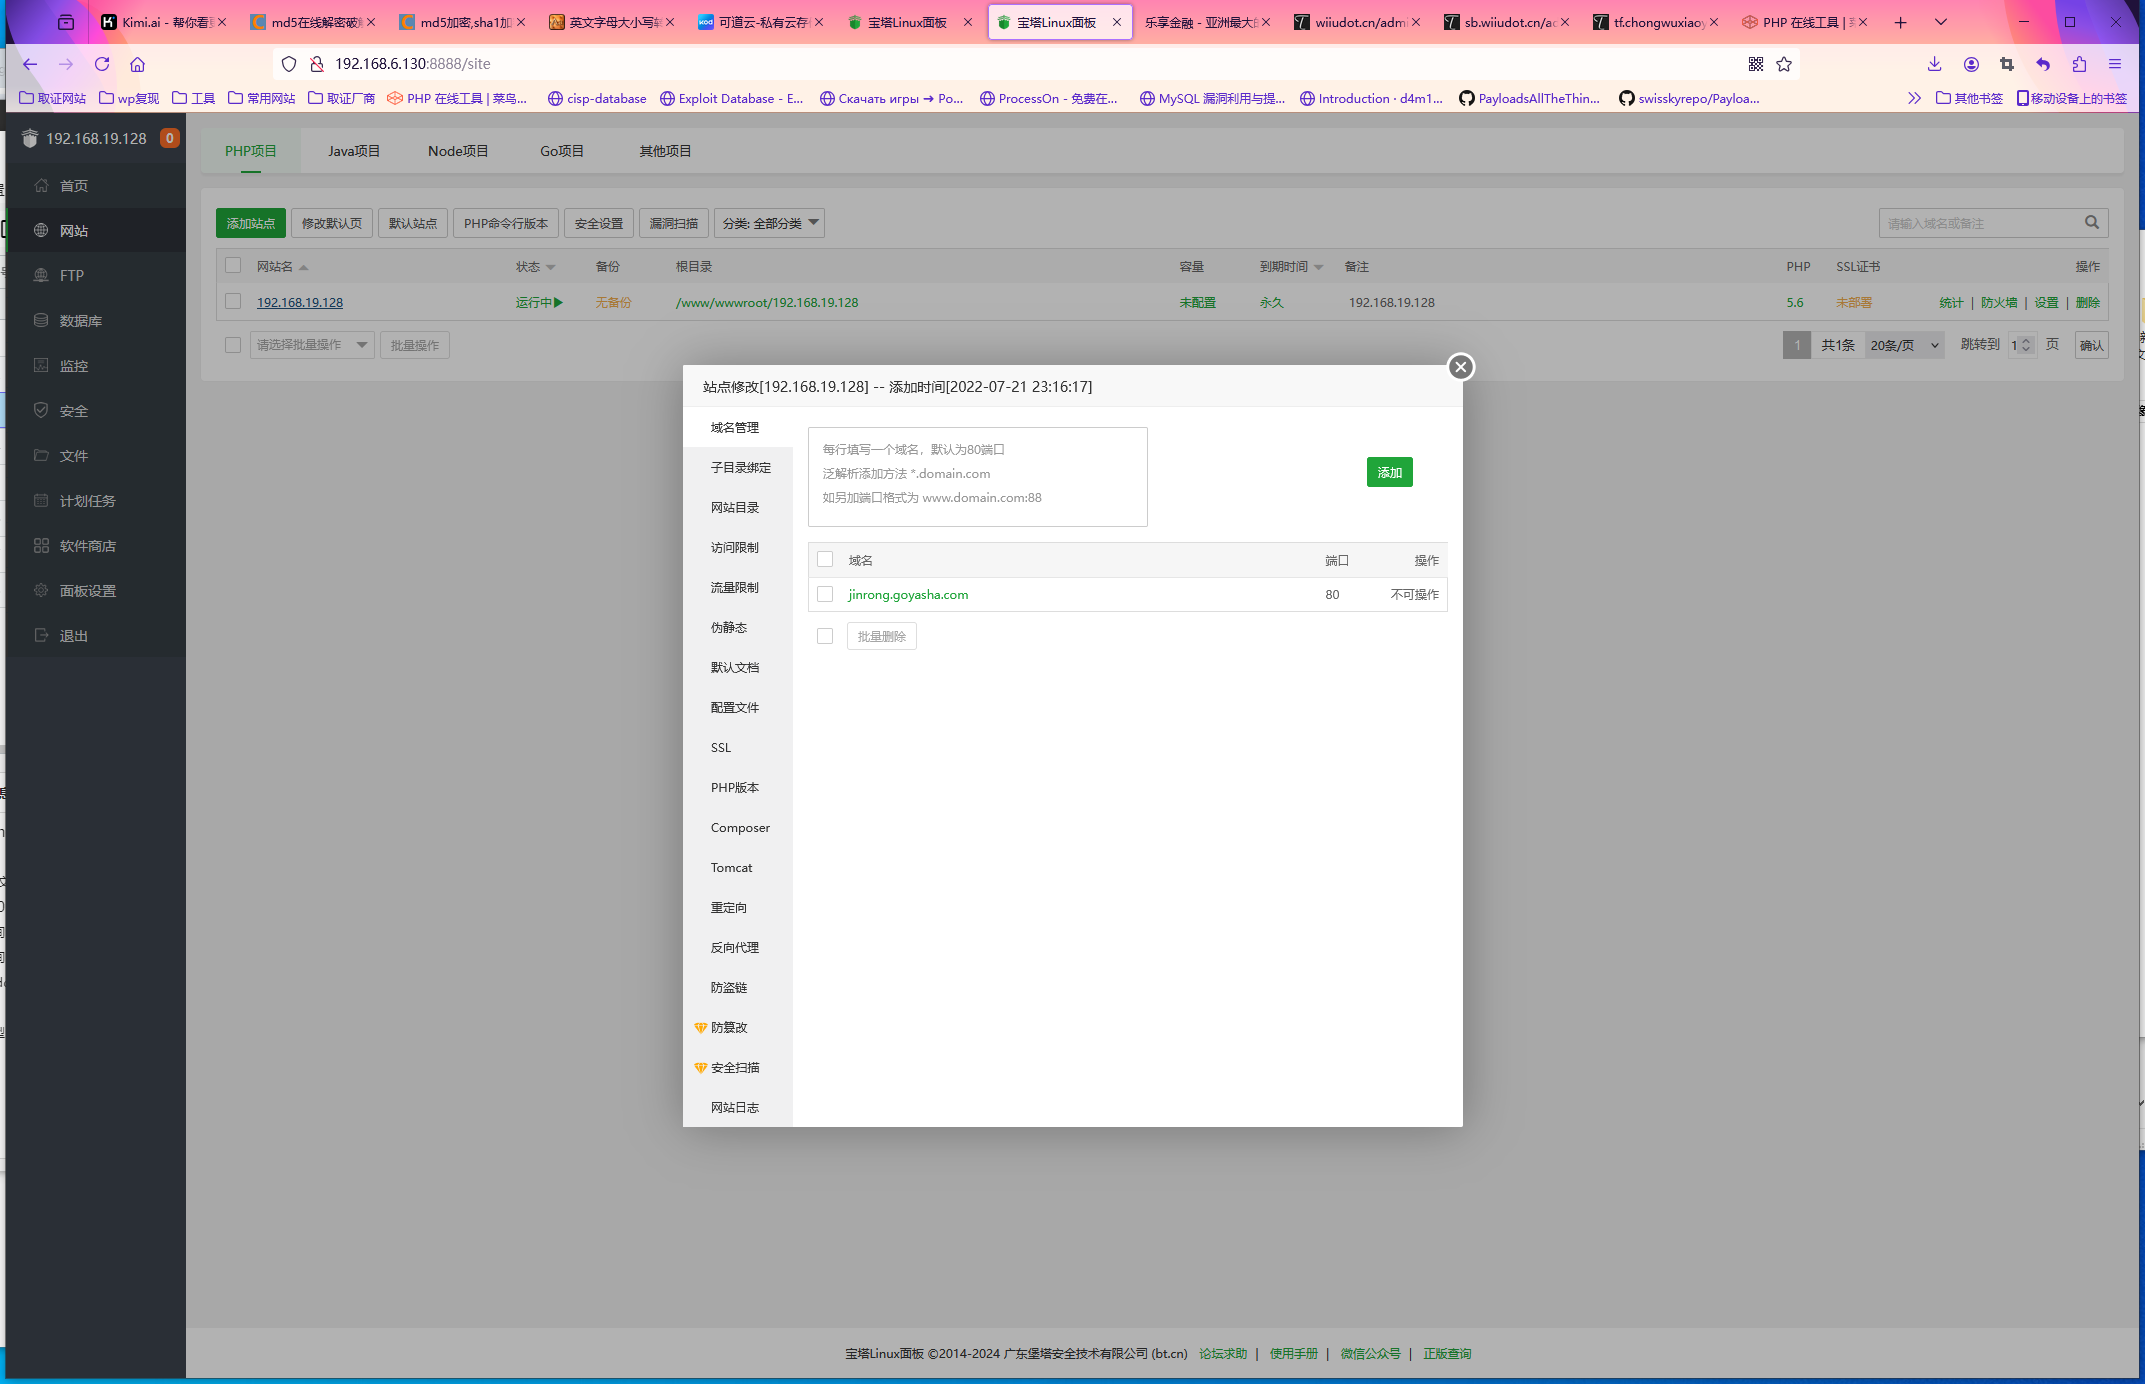 Kimi.ai - 帮你看
md5在线解密破
md5加密,sha1加
英文字母大小写转
可道云-私有云存
宝塔Linux面板
宝塔Linux面板
乐享金融 - 亚洲最大
wiiudot.cn/adm
sb.wiiudot.cn/ac
tf.chongwuxiao
PHP 在线工具 | 菜
192.168.6.130:8888/site
取证网站
wp复现
工具
常用网站
取证厂商
PHP 在线工具 | 菜鸟...
cisp-database
Exploit Database - E...
Скачать игры → Po...
ProcessOn - 免费在...
MySQL 漏洞利用与提...
Introduction · d4m1...
PayloadsAllTheThin...
swisskyrepo/Payloa...
其他书签
移动设备上的书签
192.168.19.128 0
首页
网站
FTP
数据库
监控
安全
文件
计划任务
软件商店
面板设置
退出
PHP项目 Java项目 Node项目 Go项目 其他项目
添加站点 修改默认页 默认站点 PHP命令行版本 安全设置 漏洞扫描 分类: 全部分类
请输入域名或备注
网站名 状态 备份 根目录 容量 到期时间 备注 PHP SSL证书 操作
192.168.19.128 运行中 无备份 /www/wwwroot/192.168.19.128 未配置 永久 192.168.19.128 5.6 未部署 统计 | 防火墙 | 设置 | 删除
请选择批量操作 批量操作 1 共1条 20条/页 跳转到 1 页 确认
站点修改[192.168.19.128] -- 添加时间[2022-07-21 23:16:17]
域名管理
子目录绑定
网站目录
访问限制
流量限制
伪静态
默认文档
配置文件
SSL
PHP版本
Composer
Tomcat
重定向
反向代理
防盗链
防篡改
安全扫描
网站日志
每行填写一个域名，默认为80端口
泛解析添加方法 *.domain.com
如另加端口格式为 www.domain.com:88
添加
域名 端口 操作
jinrong.goyasha.com 80 不可操作
批量删除
宝塔Linux面板 ©2014-2024 广东堡塔安全技术有限公司 (bt.cn) 论坛求助 | 使用手册 | 微信公众号 | 正版查询